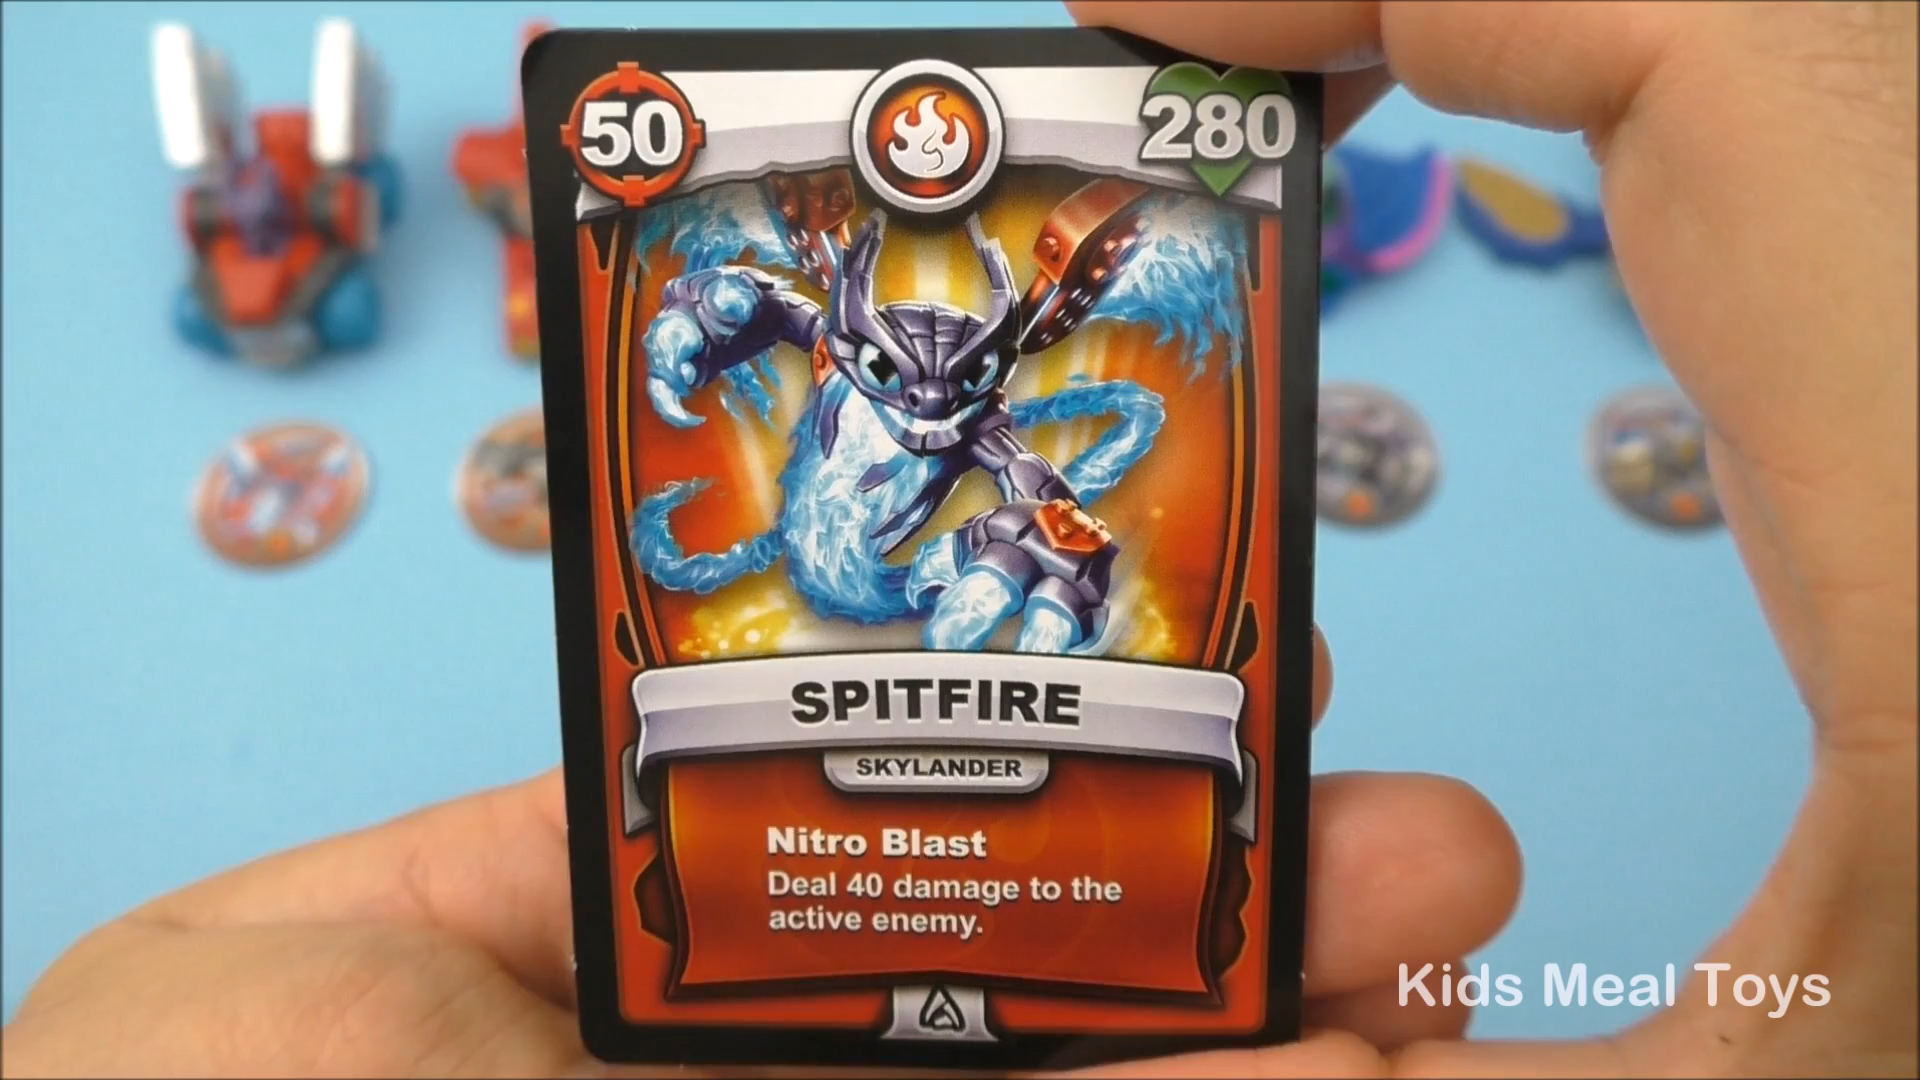 50
280
SPITFIRE
SKYLANDER
Nitro Blast
Deal 40 damage to the
active enemy.
Kids Meal Toys